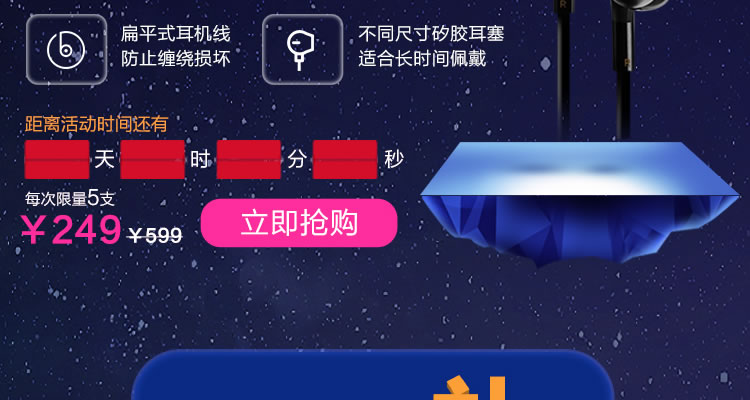 扁平式耳机线
防止缠绕损坏
不同尺寸矽胶耳塞
适合长时间佩戴
距离活动时间还有
天 时 分 秒
每次限量5支
￥249 ￥599
立即抢购